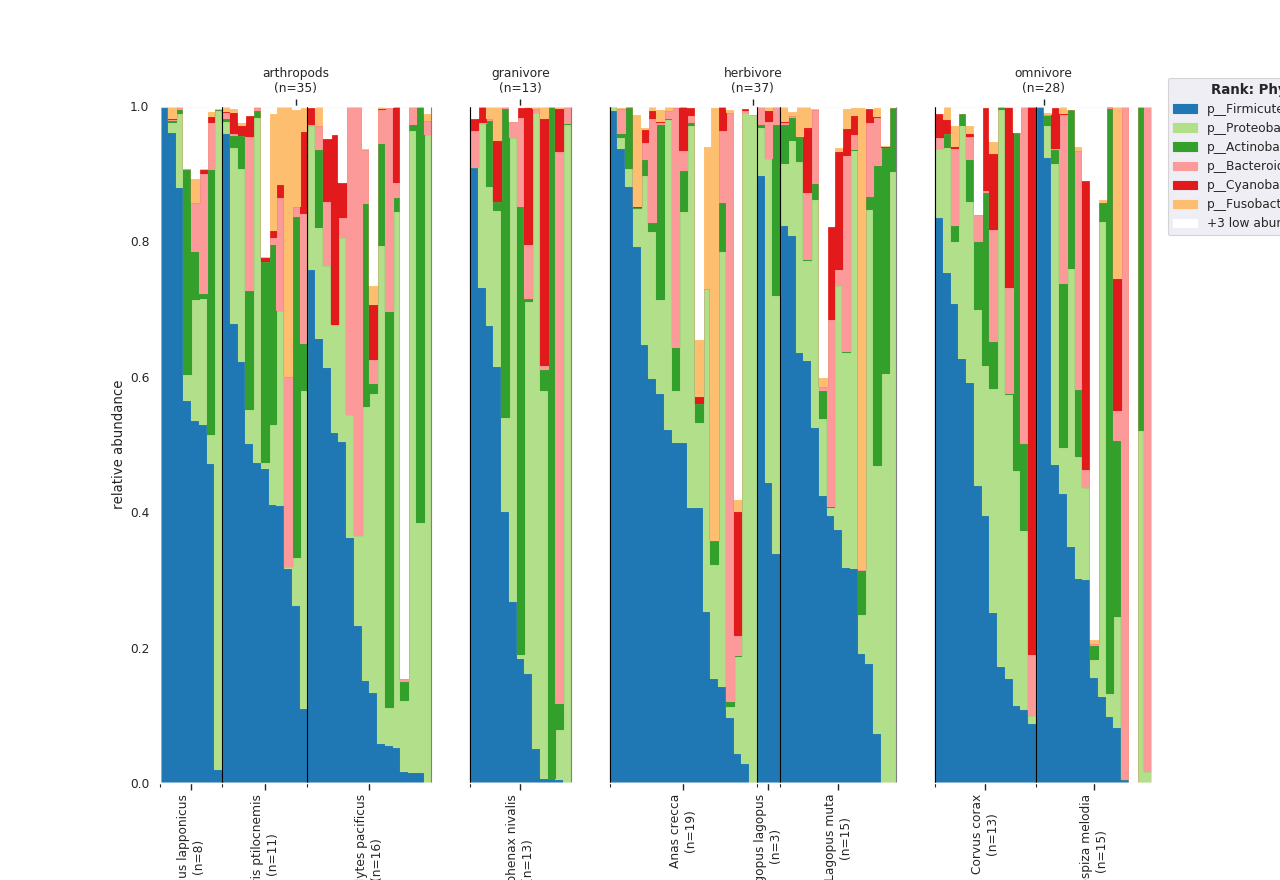 arthropods
(n=35)
granivore
(n=13)
herbivore
(n=37)
omnivore
(n=28)
Rank: Phy
p__Firmicute
p__Proteoba
p__Actinoba
p__Bacteroid
p__Cyanoba
p__Fusobact
+3 low abun
relative abundance
1.0
0.8
0.6
0.4
0.2
0.0
us lapponicus
(n=8)
is ptilocnemis
(n=11)
ytes pacificus
(n=16)
phenax nivalis
(n=13)
Anas crecca
(n=19)
gopus lagopus
(n=3)
Lagopus muta
(n=15)
Corvus corax
(n=13)
spiza melodia
(n=15)